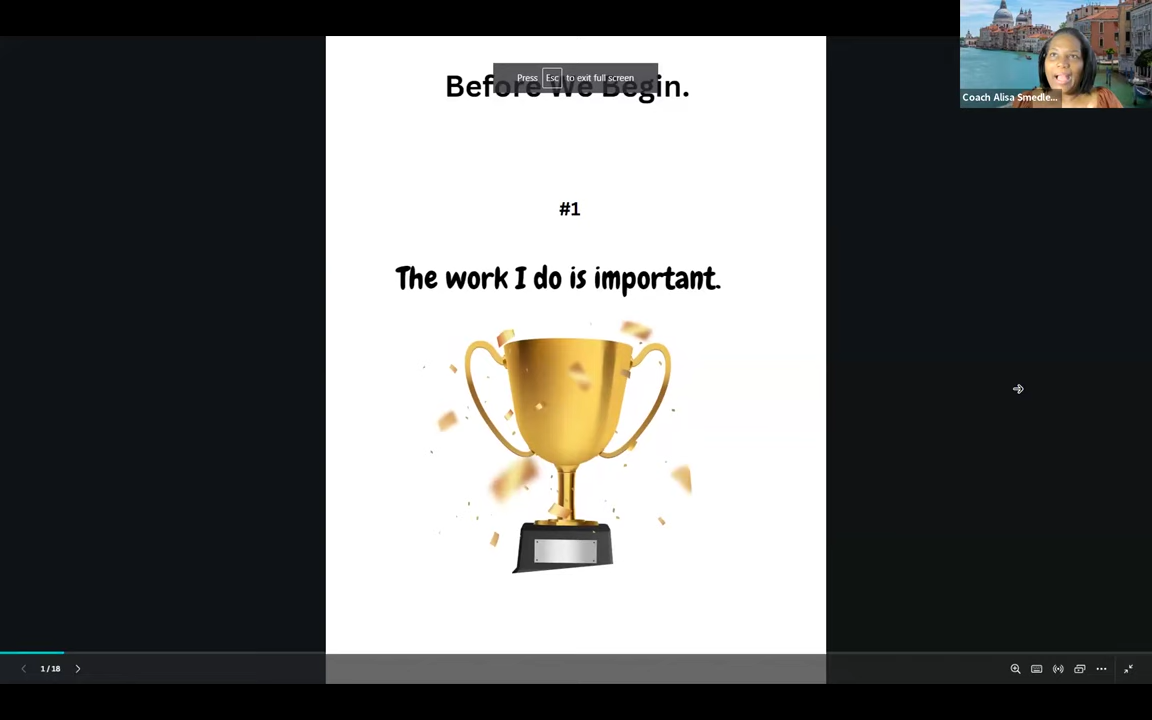 Before We Begin.
Press Esc to exit full screen
Coach Alisa Smedle...
#1
The work I do is important.
1 / 18